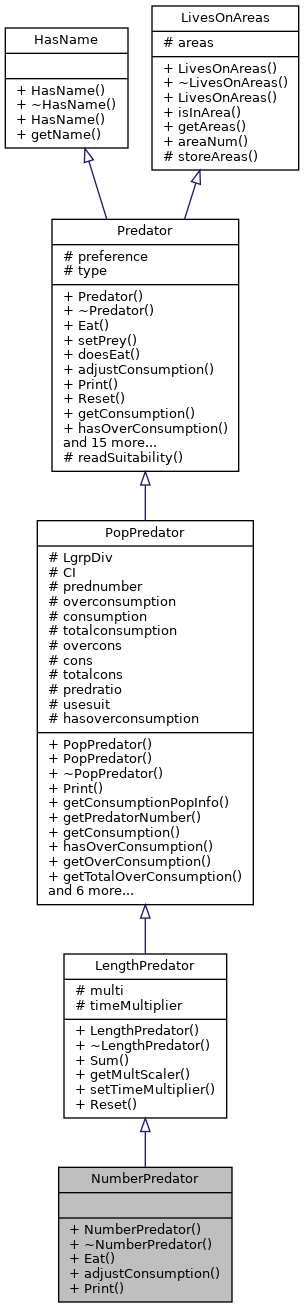 HasName
+ HasName()
+ ~HasName()
+ HasName()
+ getName()
LivesOnAreas
# areas
+ LivesOnAreas()
+ ~LivesOnAreas()
+ LivesOnAreas()
+ isInArea()
+ getAreas()
+ areaNum()
# storeAreas()
Predator
# preference
# type
+ Predator()
+ ~Predator()
+ Eat()
+ setPrey()
+ doesEat()
+ adjustConsumption()
+ Print()
+ Reset()
+ getConsumption()
+ hasOverConsumption()
and 15 more...
# readSuitability()
PopPredator
# LgrpDiv
# CI
# prednumber
# overconsumption
# consumption
# totalconsumption
# overcons
# cons
# totalcons
# predratio
# usesuit
# hasoverconsumption
+ PopPredator()
+ PopPredator()
+ ~PopPredator()
+ Print()
+ getConsumptionPopInfo()
+ getPredatorNumber()
+ getConsumption()
+ hasOverConsumption()
+ getOverConsumption()
+ getTotalOverConsumption()
and 6 more...
LengthPredator
# multi
# timeMultiplier
+ LengthPredator()
+ ~LengthPredator()
+ Sum()
+ getMultScaler()
+ setTimeMultiplier()
+ Reset()
NumberPredator
+ NumberPredator()
+ ~NumberPredator()
+ Eat()
+ adjustConsumption()
+ Print()